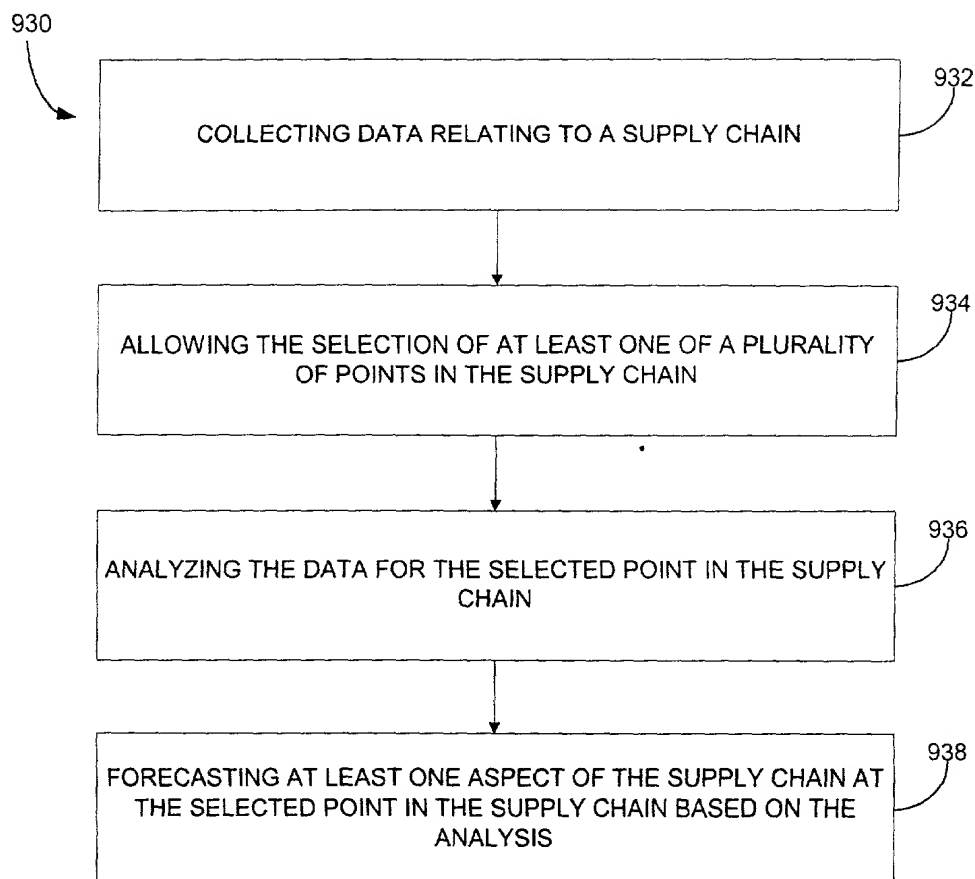 930
932
COLLECTING DATA RELATING TO A SUPPLY CHAIN
934
ALLOWING THE SELECTION OF AT LEAST ONE OF A PLURALITY
OF POINTS IN THE SUPPLY CHAIN
936
ANALYZING THE DATA FOR THE SELECTED POINT IN THE SUPPLY
CHAIN
938
FORECASTING AT LEAST ONE ASPECT OF THE SUPPLY CHAIN AT
THE SELECTED POINT IN THE SUPPLY CHAIN BASED ON THE
ANALYSIS